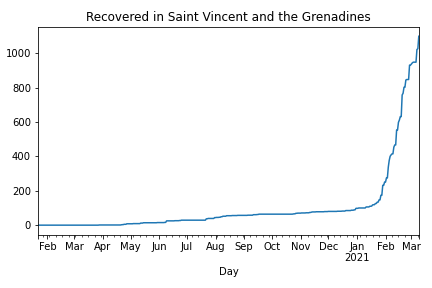 Recovered in Saint Vincent and the Grenadines
1000
800
600
400
200
0
Feb Mar Apr May Jun Jul Aug Sep Oct Nov Dec Jan Feb Mar
2021
Day